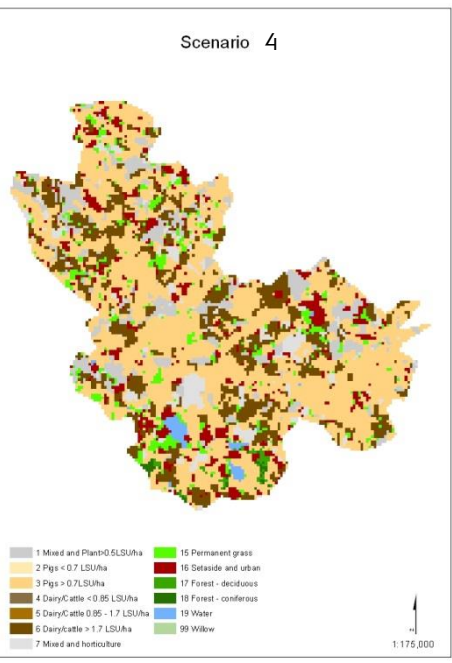 Scenario 4
1 Mixed and Plant>0.5LSU/ha
2 Pigs < 0.7 LSU/ha
3 Pigs > 0.7LSU/ha
4 Dairy/Cattle < 0.85 LSU/ha
5 Dairy/Cattle 0.85 - 1.7 LSU/ha
6 Dairy/cattle > 1.7 LSU/ha
7 Mixed and horticulture
15 Permanent grass
16 Setaside and urban
17 Forest - deciduous
18 Forest - coniferous
19 Water
99 Willow
1:175,000